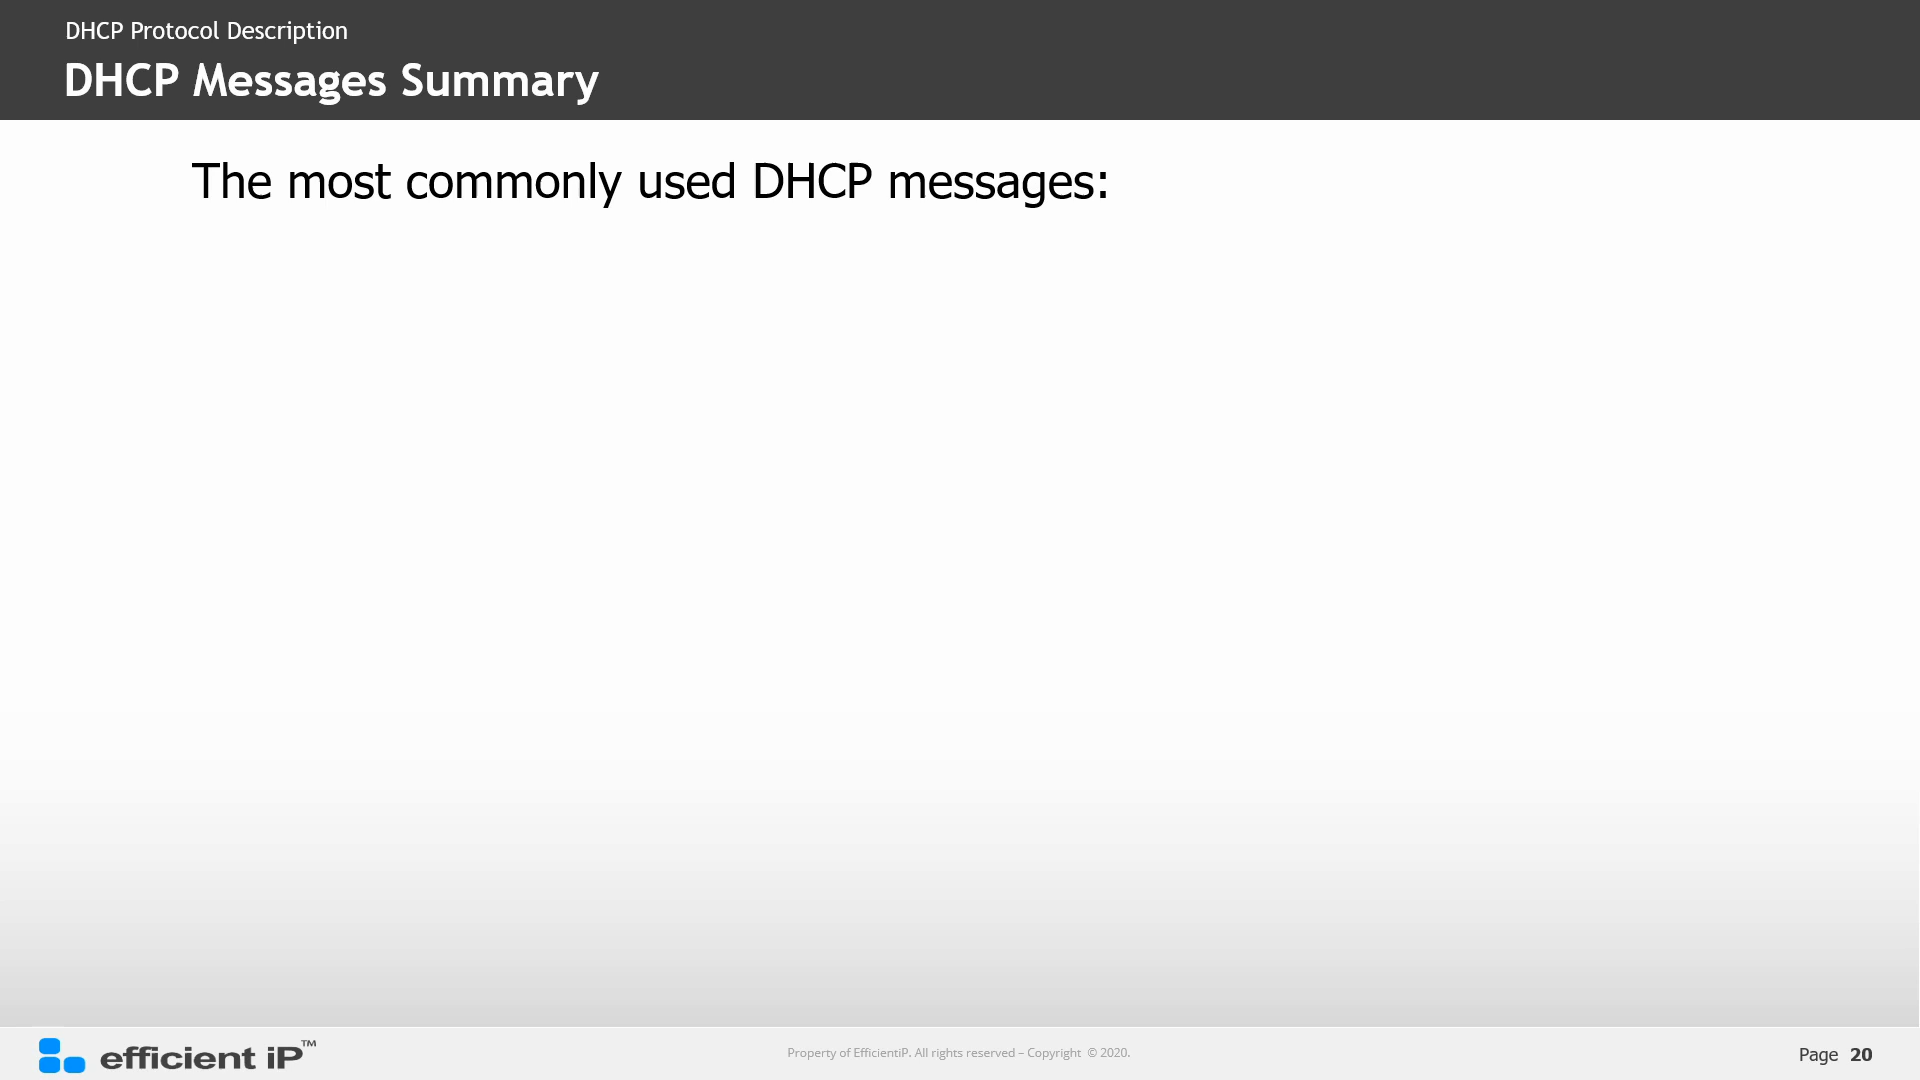 DHCP Protocol Description
DHCP Messages Summary
The most commonly used DHCP messages:
efficient iP™
Property of EfficientiP. All rights reserved – Copyright © 2020.
Page 20